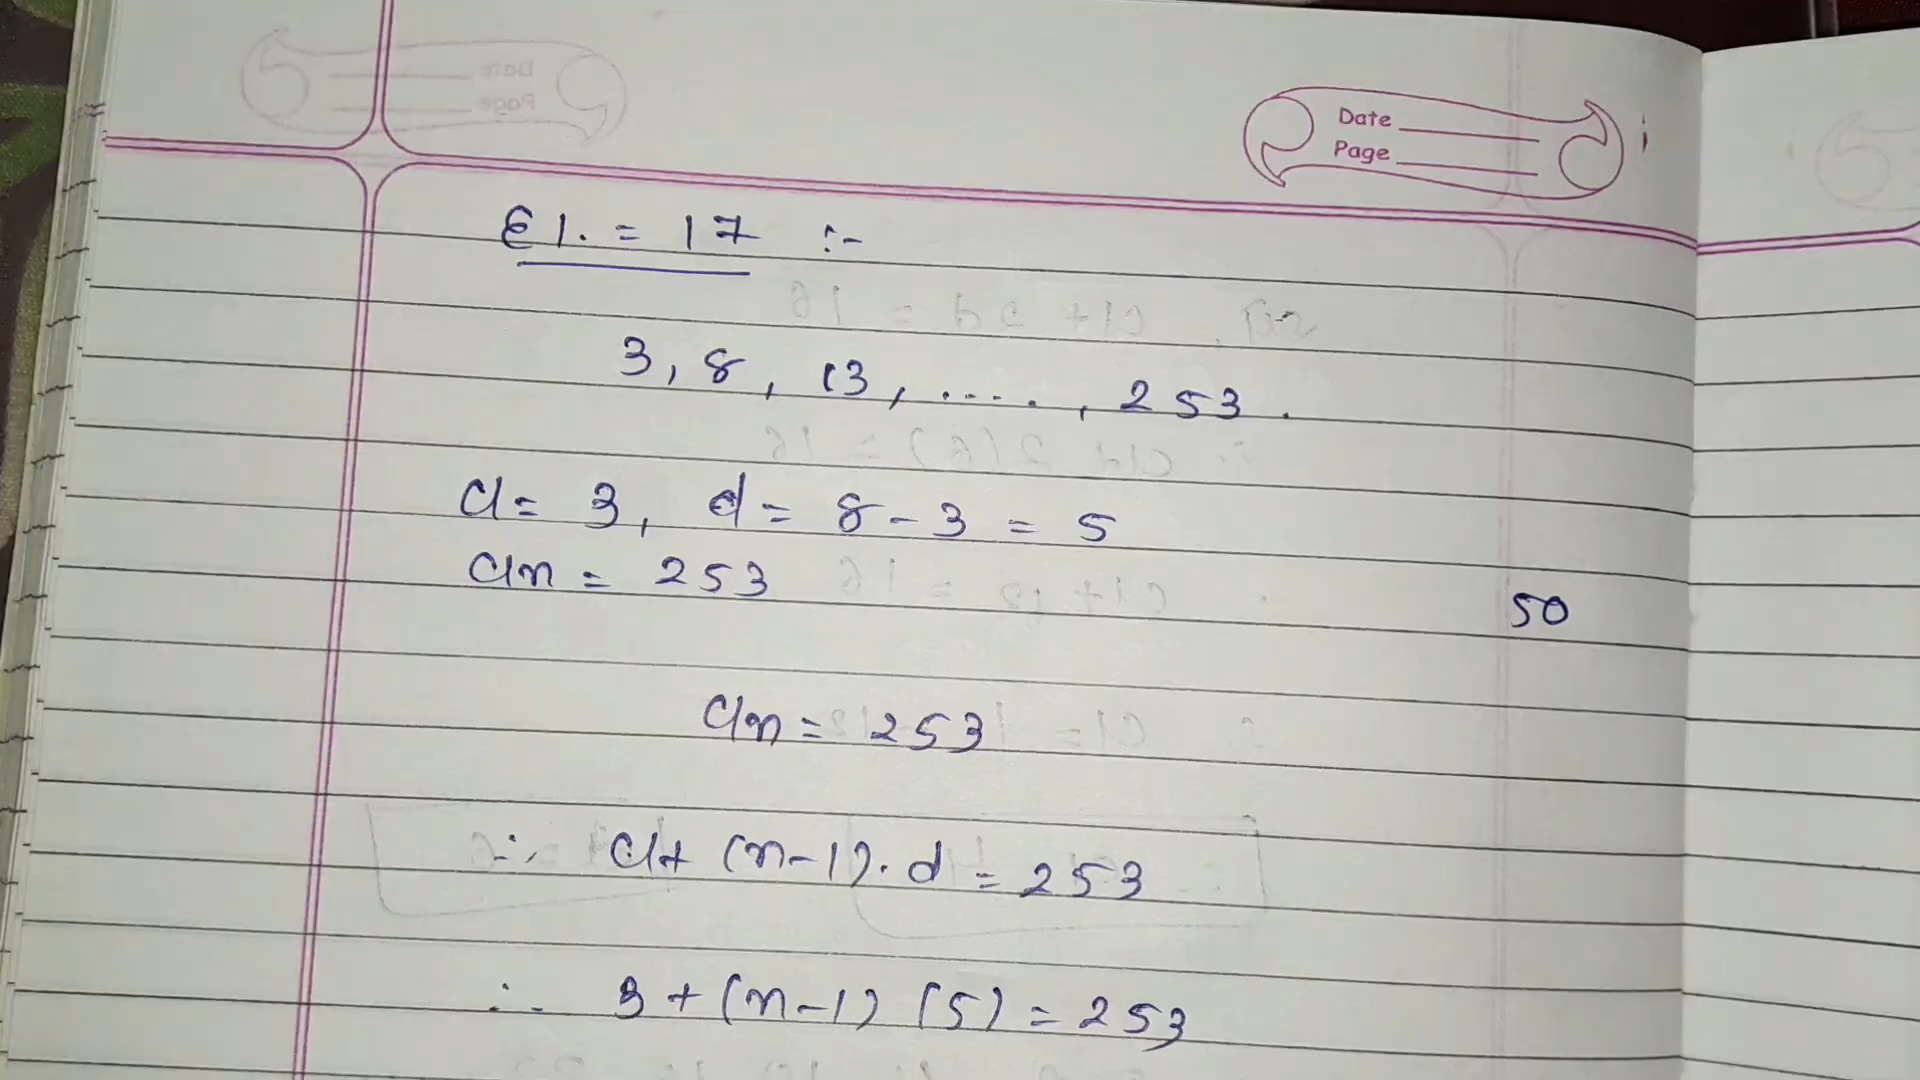 Date
Page
દા. = 17 :-
3, 8, 13, ...., 253.
a = 3, d = 8 - 3 = 5
an = 253
50
an = 253
∴ a + (n-1). d = 253
∴ 3 + (n-1) (5) = 253